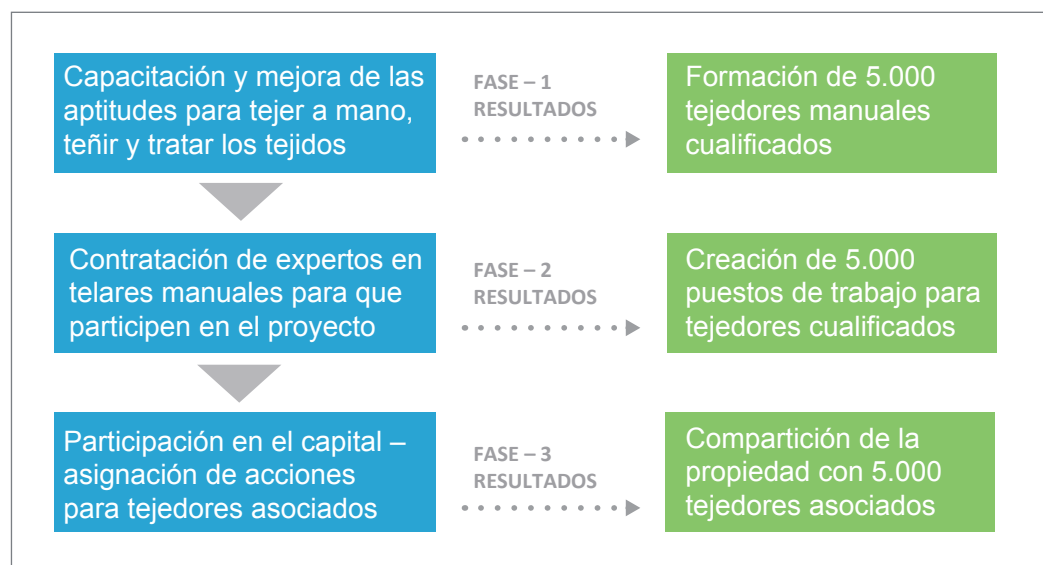 Capacitación y mejora de las
aptitudes para tejer a mano,
teñir y tratar los tejidos
FASE – 1
RESULTADOS
Formación de 5.000
tejedores manuales
cualificados
Contratación de expertos en
telares manuales para que
participen en el proyecto
FASE – 2
RESULTADOS
Creación de 5.000
puestos de trabajo para
tejedores cualificados
Participación en el capital –
asignación de acciones
para tejedores asociados
FASE – 3
RESULTADOS
Compartición de la
propiedad con 5.000
tejedores asociados